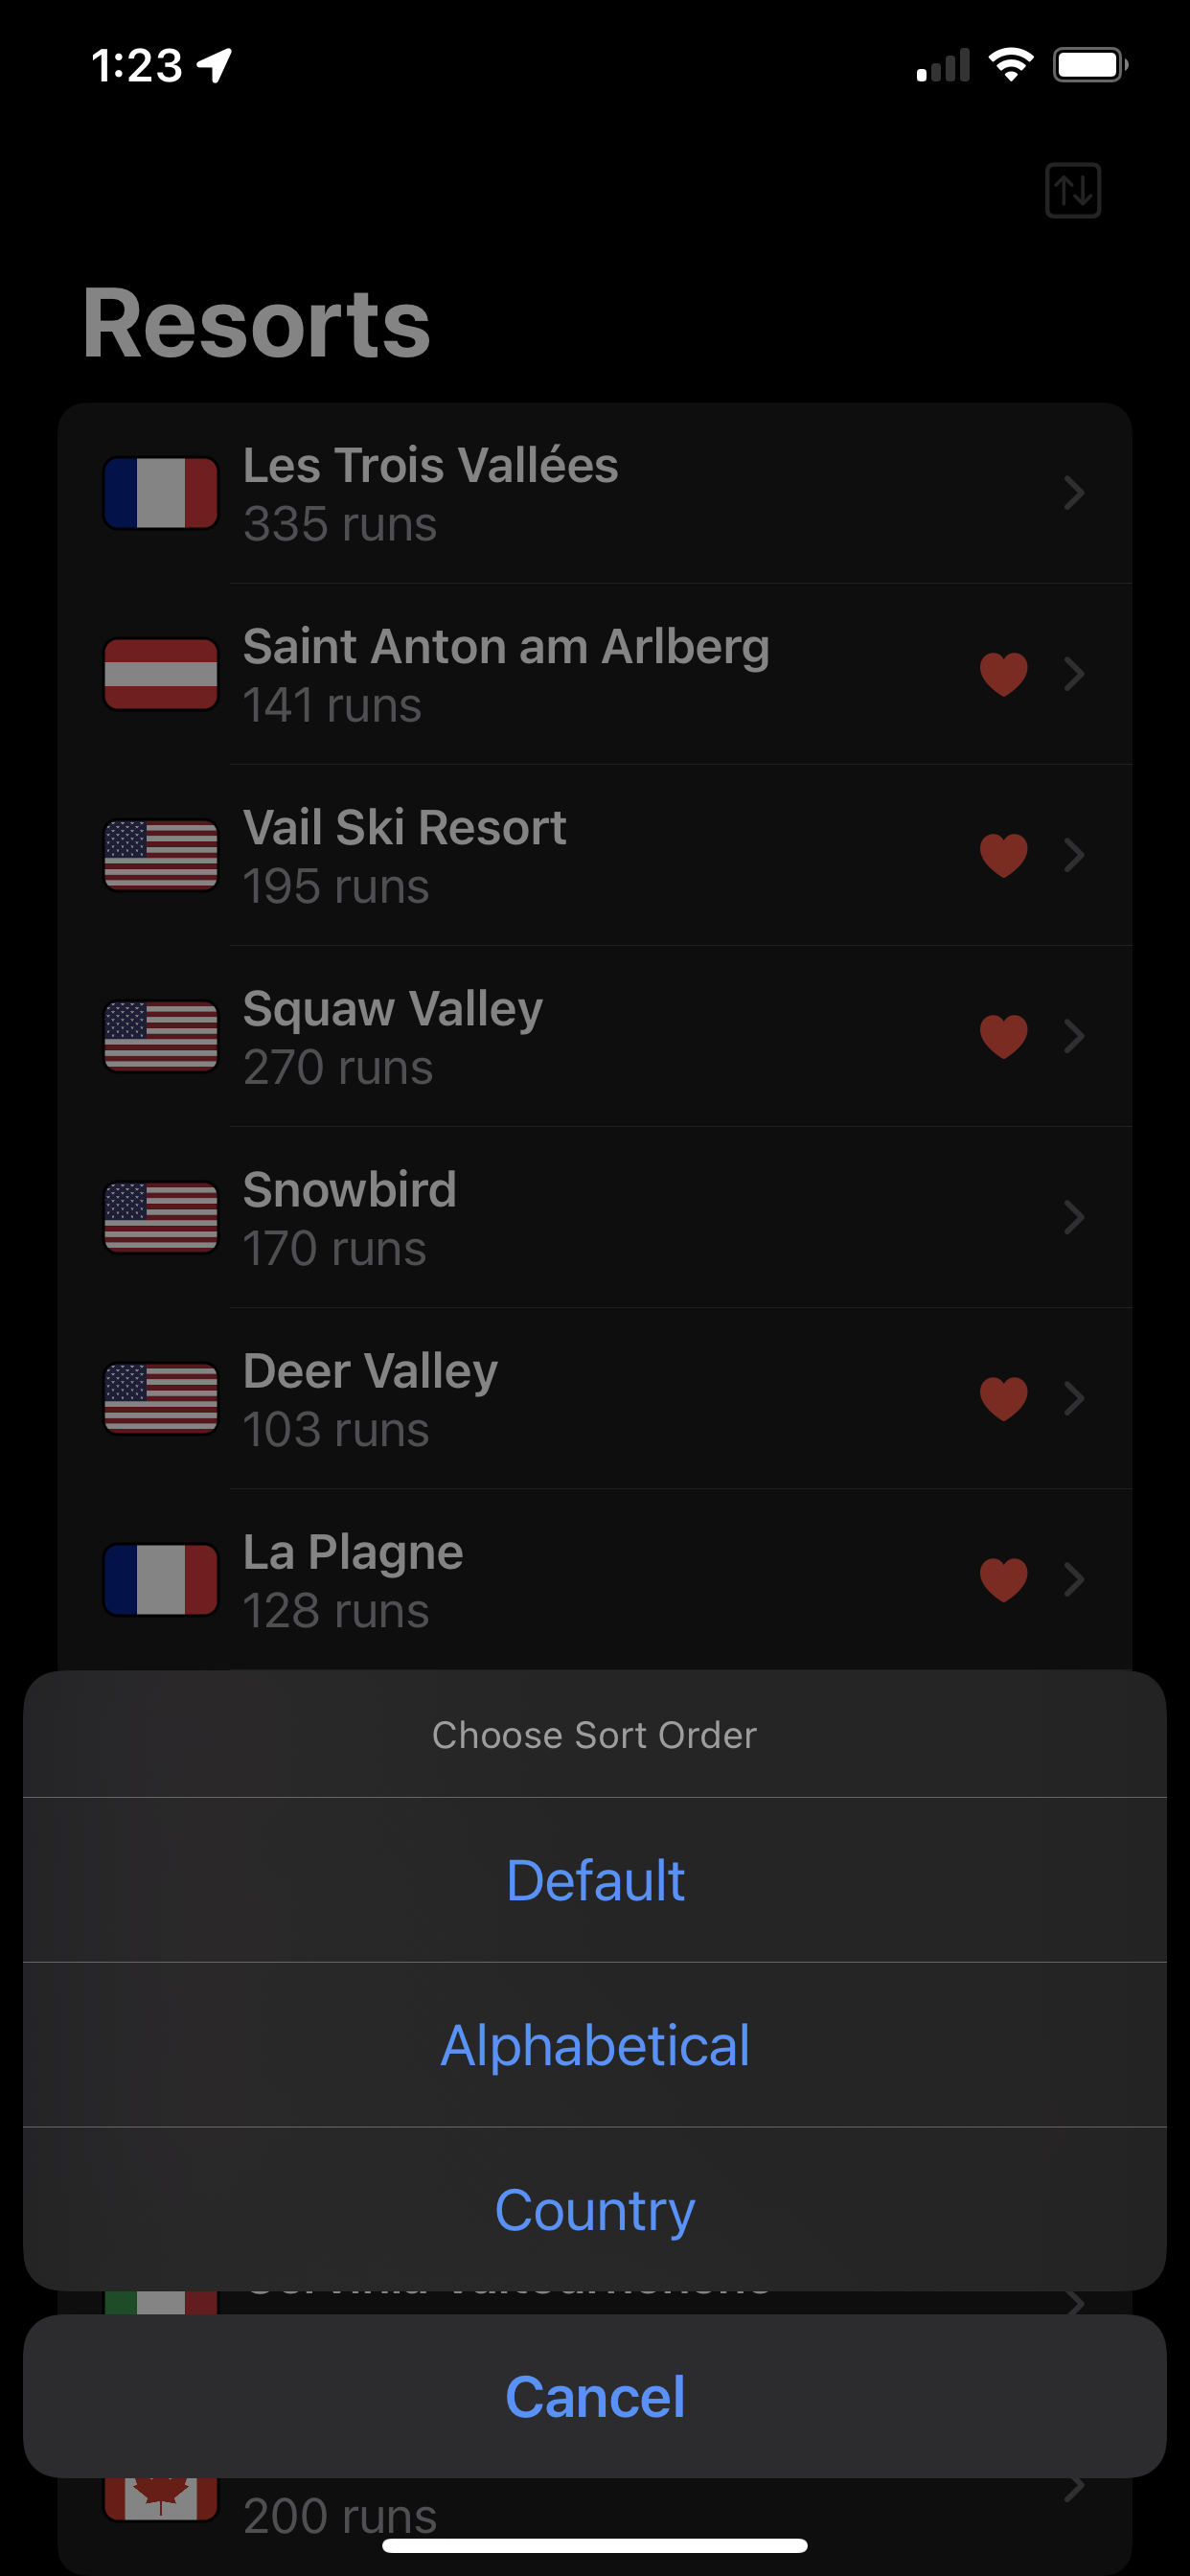 1:23
Resorts
Les Trois Vallées
335 runs
Saint Anton am Arlberg
141 runs
Vail Ski Resort
195 runs
Squaw Valley
270 runs
Snowbird
170 runs
Deer Valley
103 runs
La Plagne
128 runs
Choose Sort Order
Default
Alphabetical
Country
Cancel
200 runs